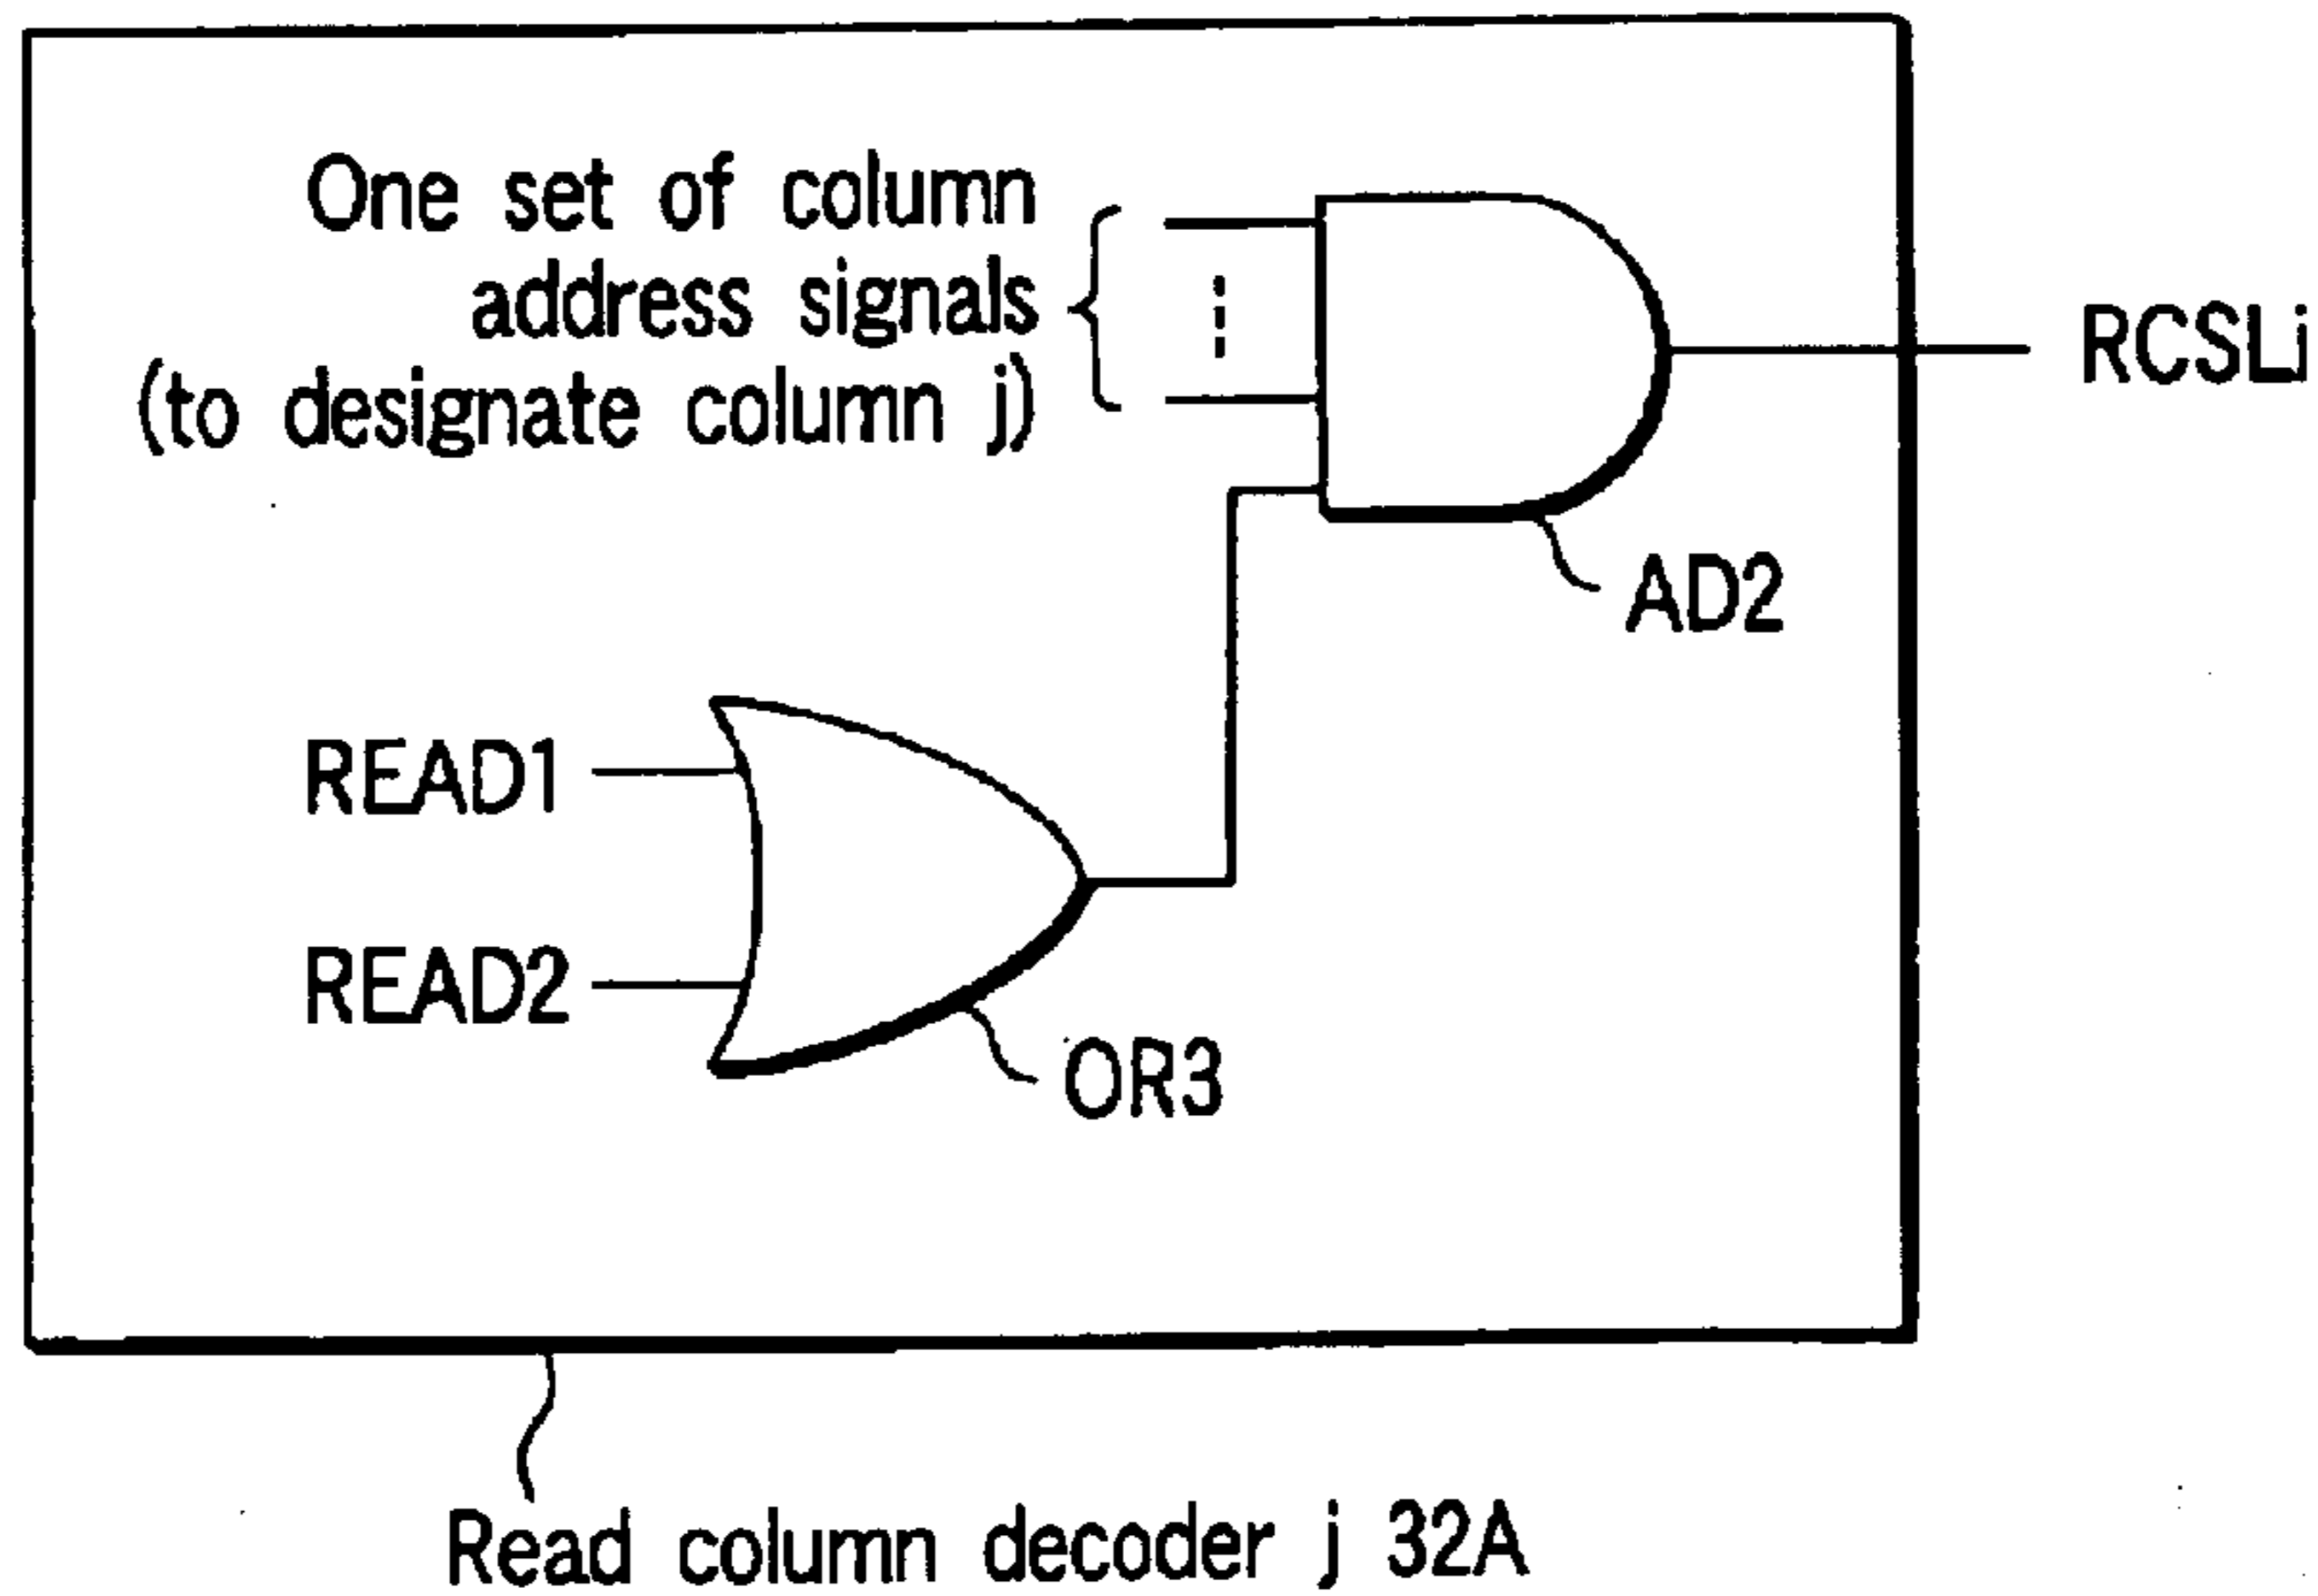 One set of column
address signals
(to designate column j)
RCSLi
AD2
READ1
READ2
OR3
Read column decoder j 32A